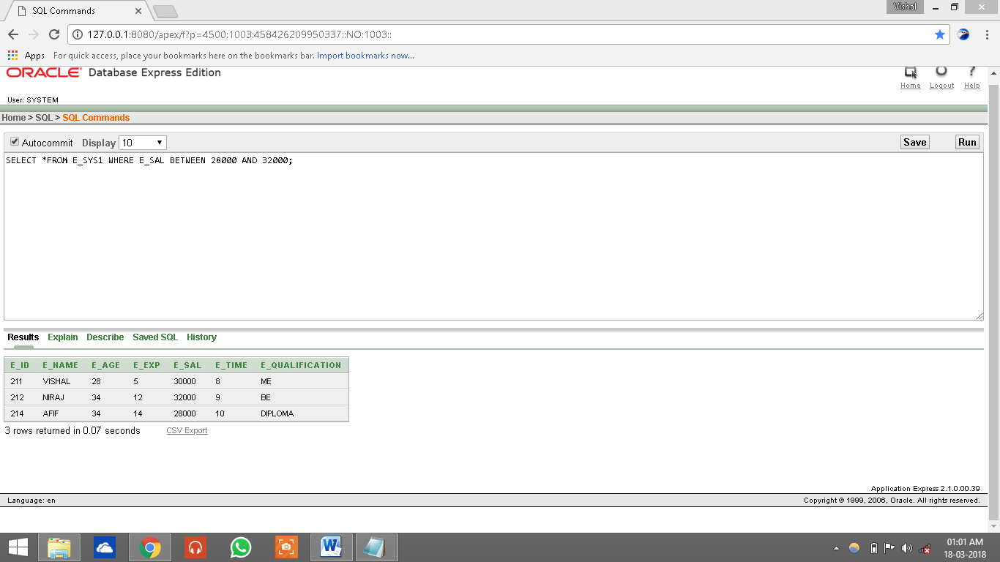 SQL Commands
Vishal
127.0.0.1:8080/apex/f?p=4500:1003:458426209950337::NO:1003::
Apps For quick access, place your bookmarks here on the bookmarks bar. Import bookmarks now...
ORACLE Database Express Edition
Home Logout Help
User: SYSTEM
Home > SQL > SQL Commands
Autocommit Display 10 Save Run
SELECT *FROM E_SYS1 WHERE E_SAL BETWEEN 28000 AND 32000;
Results Explain Describe Saved SQL History
E_ID E_NAME E_AGE E_EXP E_SAL E_TIME E_QUALIFICATION
211 VISHAL 28 5 30000 8 ME
212 NIRAJ 34 12 32000 9 BE
214 AFIF 34 14 28000 10 DIPLOMA
3 rows returned in 0.07 seconds CSV Export
Application Express 2.1.0.00.39
Language: en Copyright © 1999, 2006, Oracle. All rights reserved.
01:01 AM
18-03-2018